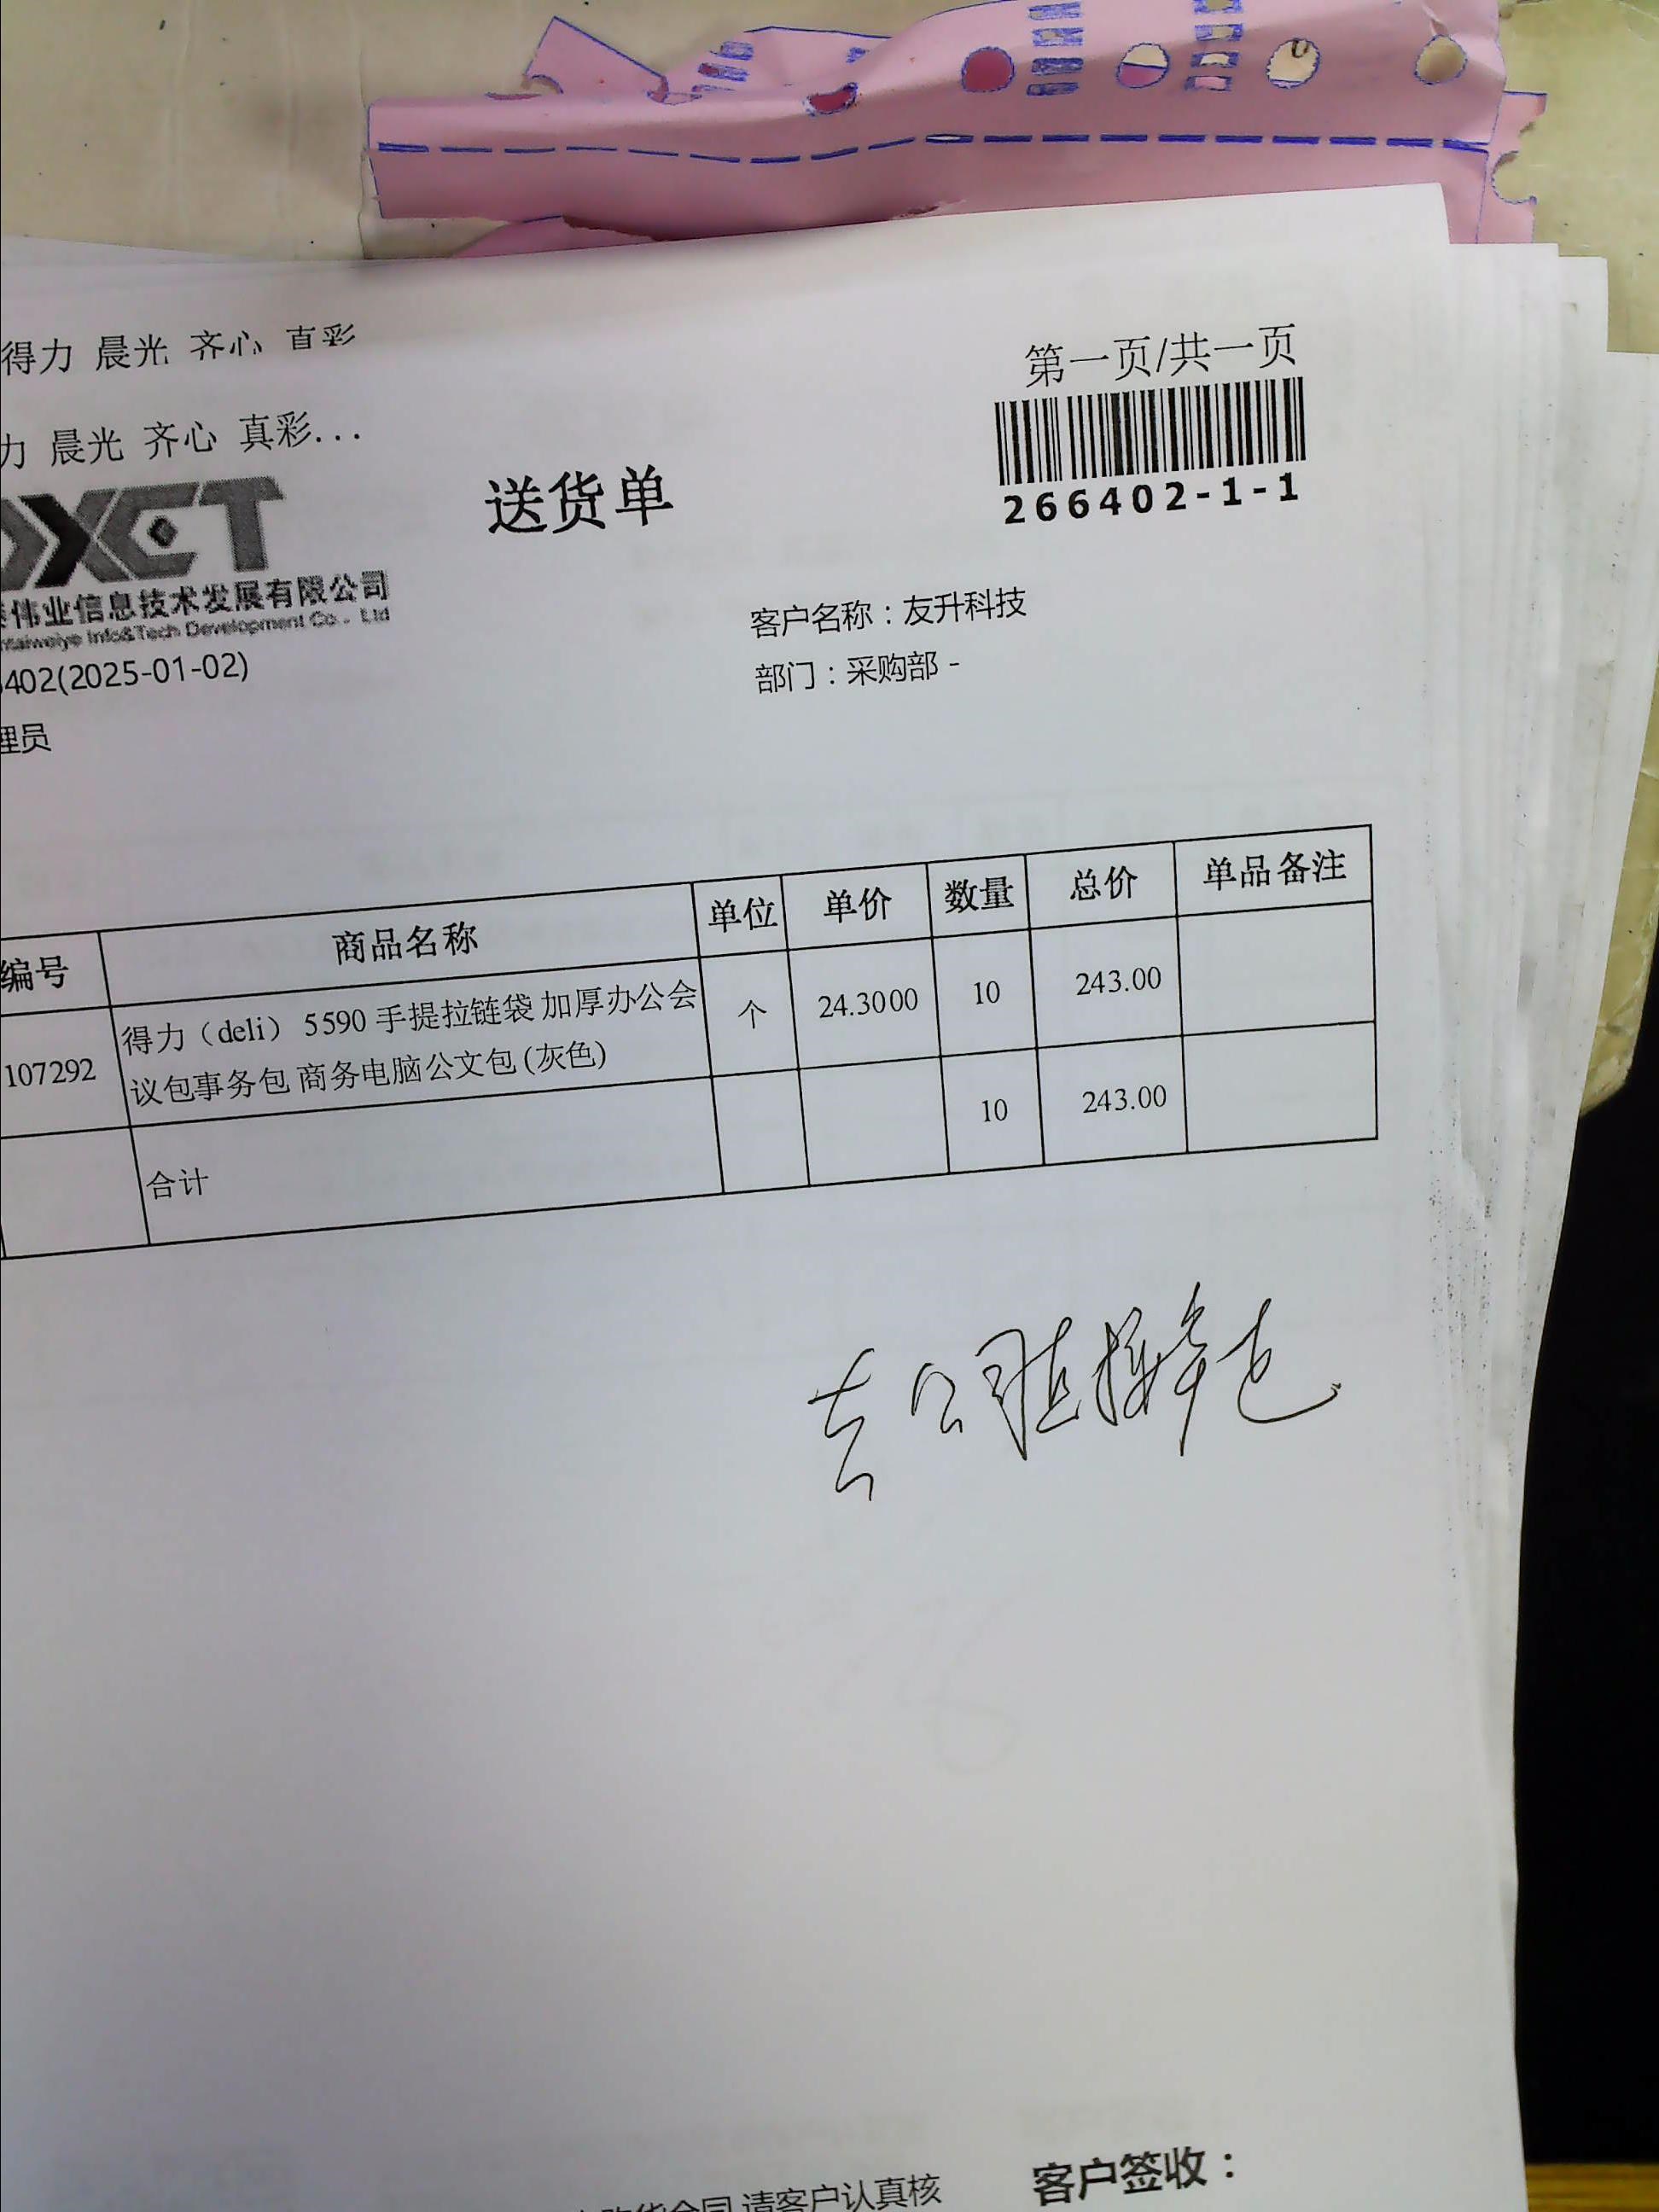 得力 晨光 齐心 真彩
力 晨光 齐心 真彩...
第一页/共一页
266402-1-1
送货单
伟业信息技术发展有限公司
ntaiweiye Info&Tech Development Co., Ltd
6402(2025-01-02)
理员
客户名称：友升科技
部门：采购部 -
编号 商品名称 单位 单价 数量 总价 单品备注
107292 得力（deli） 5590 手提拉链袋 加厚办公会议包事务包 商务电脑公文包 (灰色) 个 24.3000 10 243.00
合计 10 243.00
客户签收：
请客户认真核